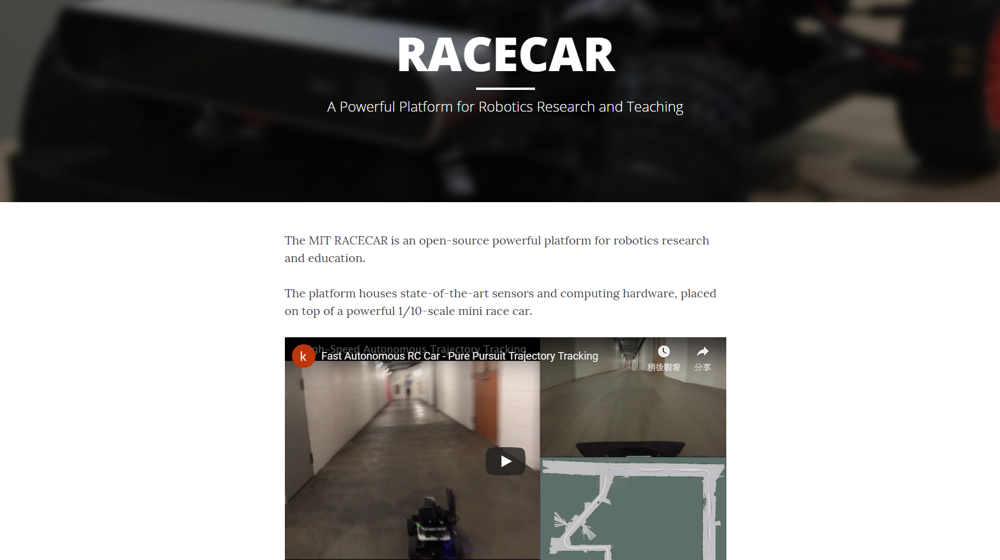 RACECAR
A Powerful Platform for Robotics Research and Teaching
The MIT RACECAR is an open-source powerful platform for robotics research
and education.
The platform houses state-of-the-art sensors and computing hardware, placed
on top of a powerful 1/10-scale mini race car.
-Speed Autonomous Trajectory Tracking
k
Fast Autonomous RC Car - Pure Pursuit Trajectory Tracking
稍後觀看
分享